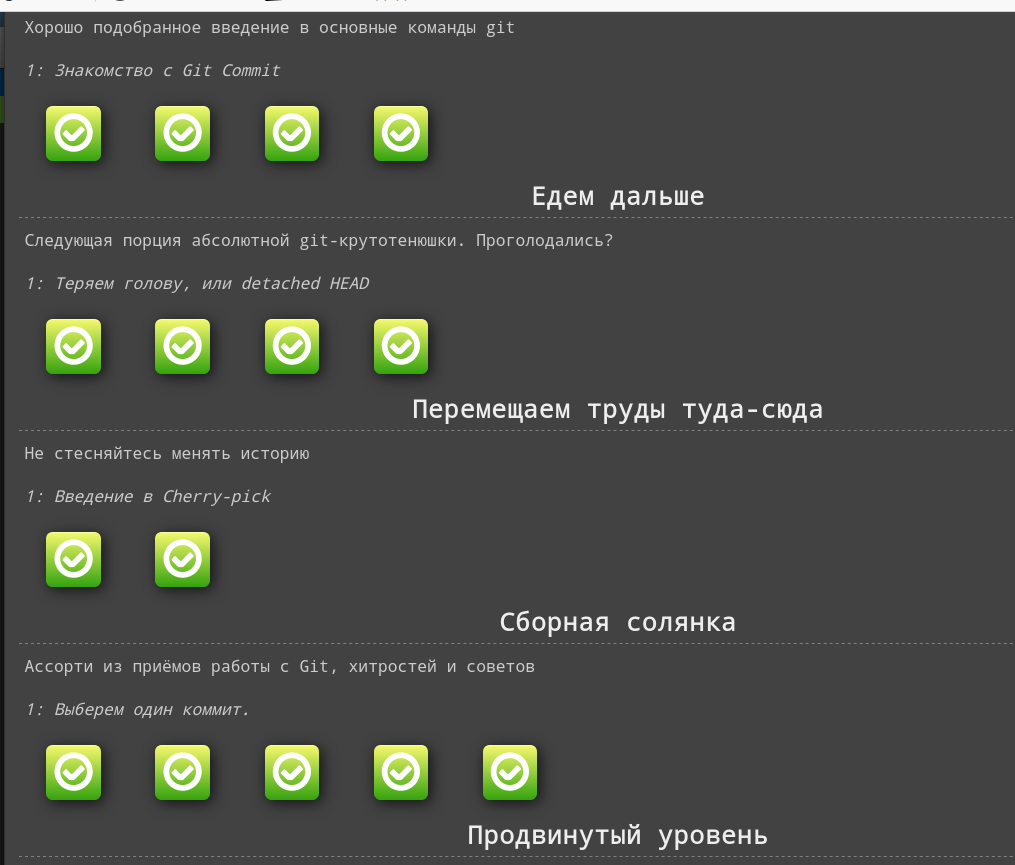 Хорошо подобранное введение в основные команды git
1: Знакомство с Git Commit
Едем дальше
Следующая порция абсолютной git-крутотенюшки. Проголодались?
1: Теряем голову, или detached HEAD
Перемещаем труды туда-сюда
Не стесняйтесь менять историю
1: Введение в Cherry-pick
Сборная солянка
Ассорти из приёмов работы с Git, хитростей и советов
1: Выберем один коммит.
Продвинутый уровень